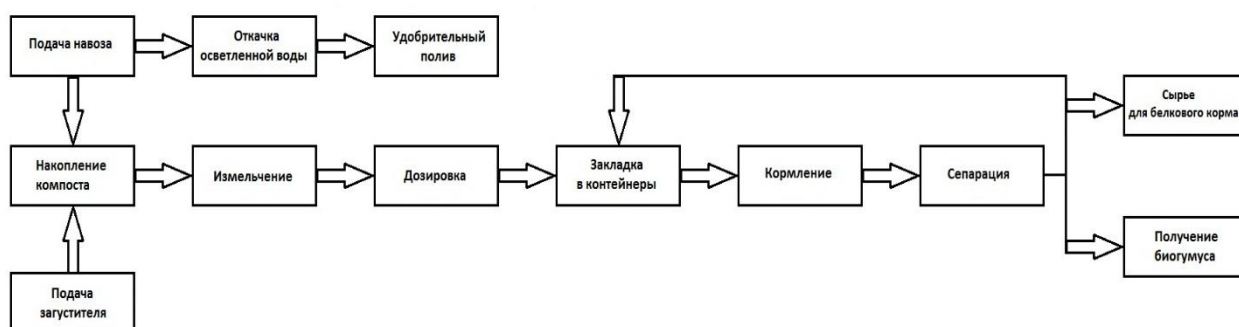 Подача навоза
Откачка
осветленной воды
Удобрительный
полив
Сырье
для белкового корма
Накопление
компоста
Измельчение
Дозировка
Закладка
в контейнеры
Кормление
Сепарация
Получение
биогумуса
Подача
загустителя